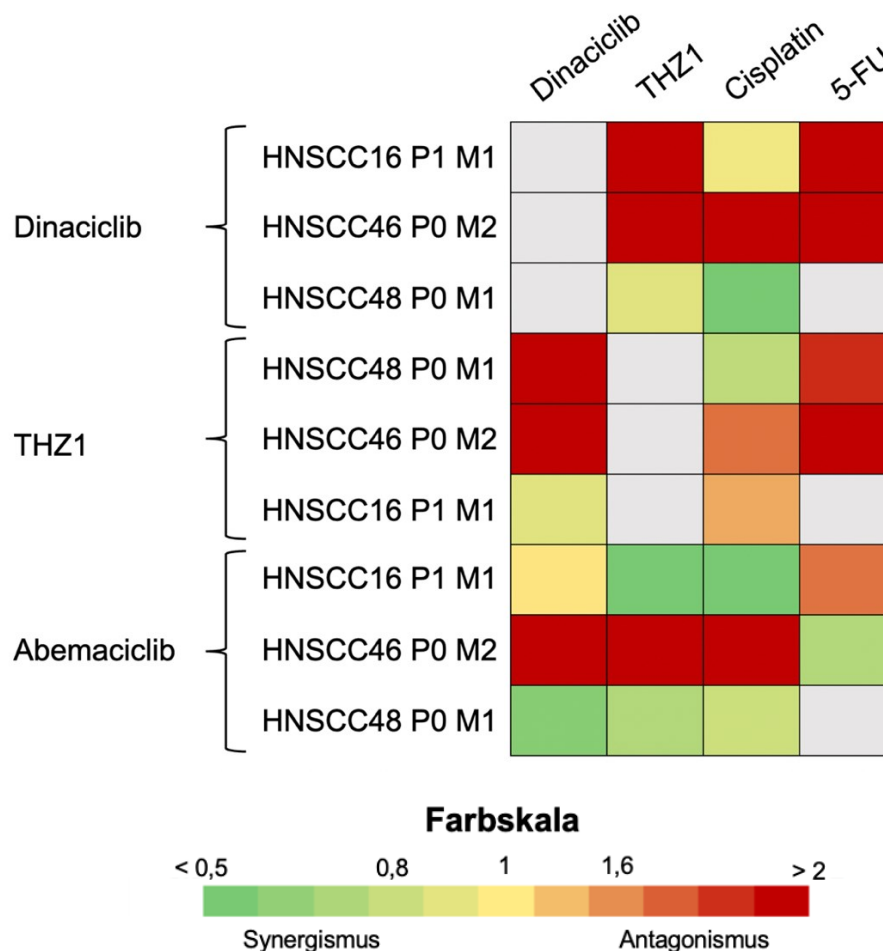 Dinaciclib THZ1 Cisplatin 5-FU
HNSCC16 P1 M1
Dinaciclib HNSCC46 P0 M2
HNSCC48 P0 M1
HNSCC48 P0 M1
THZ1 HNSCC46 P0 M2
HNSCC16 P1 M1
HNSCC16 P1 M1
Abemaciclib HNSCC46 P0 M2
HNSCC48 P0 M1
Farbskala
< 0,5 0,8 1 1,6 > 2
Synergismus Antagonismus